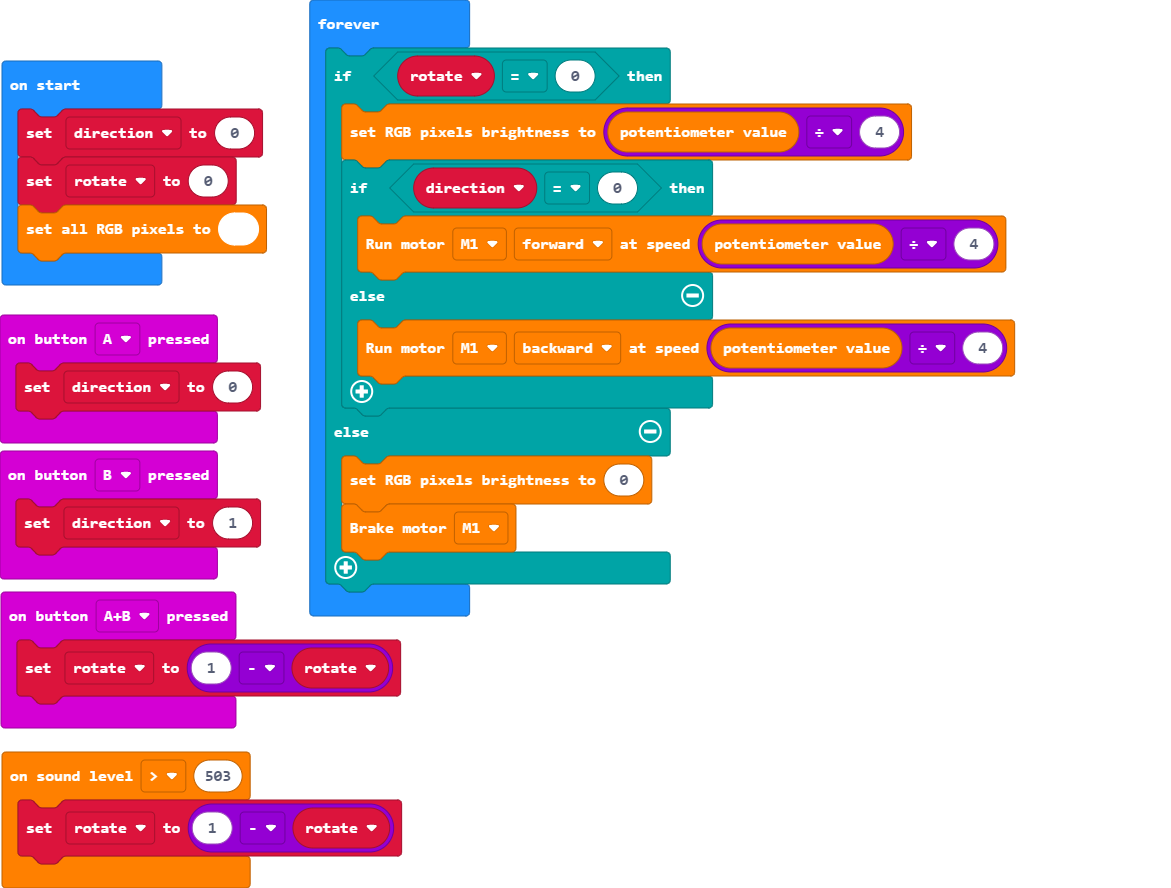 on start
set direction to 0
set rotate to 0
set all RGB pixels to
on button A pressed
set direction to 0
on button B pressed
set direction to 1
on button A+B pressed
set rotate to 1 - rotate
on sound level > 503
set rotate to 1 - rotate
forever
if rotate = 0 then
set RGB pixels brightness to potentiometer value ÷ 4
if direction = 0 then
Run motor M1 forward at speed potentiometer value ÷ 4
else
Run motor M1 backward at speed potentiometer value ÷ 4
else
set RGB pixels brightness to 0
Brake motor M1